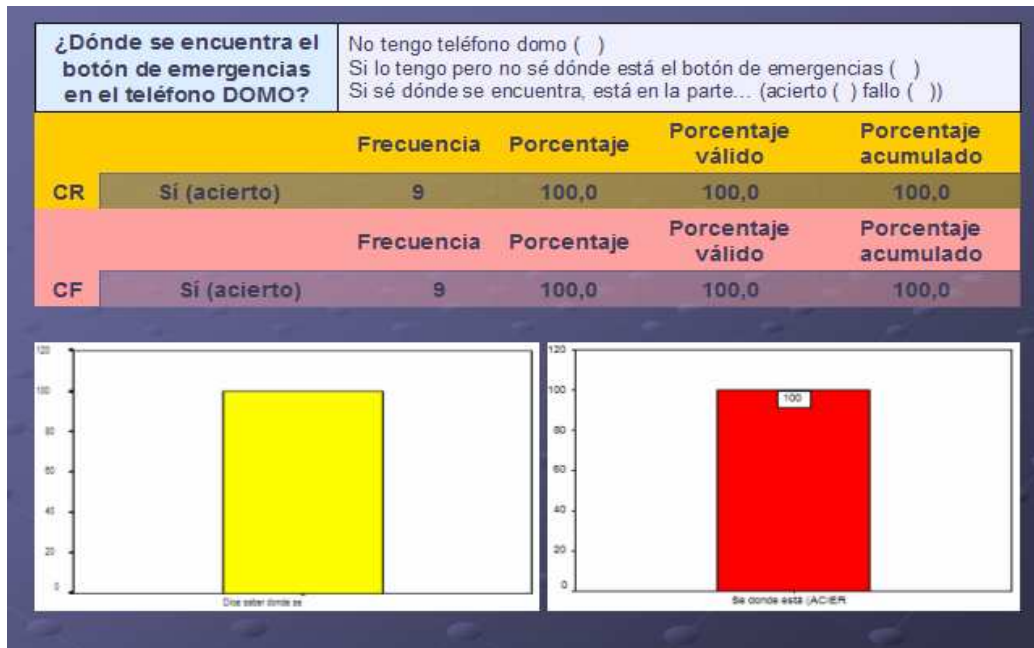 ¿Dónde se encuentra el
botón de emergencias
en el teléfono DOMO?
No tengo teléfono domo ( )
Si lo tengo pero no sé dónde está el botón de emergencias ( )
Si sé dónde se encuentra, está en la parte... (acierto ( ) fallo ( ))
Frecuencia Porcentaje Porcentaje válido Porcentaje acumulado
CR Sí (acierto) 9 100,0 100,0 100,0
Frecuencia Porcentaje Porcentaje válido Porcentaje acumulado
CF Sí (acierto) 9 100,0 100,0 100,0
120
100
80
60
40
20
0
Dice saber donde se
120
100
80
60
40
20
0
100
Se donde está (ACIER